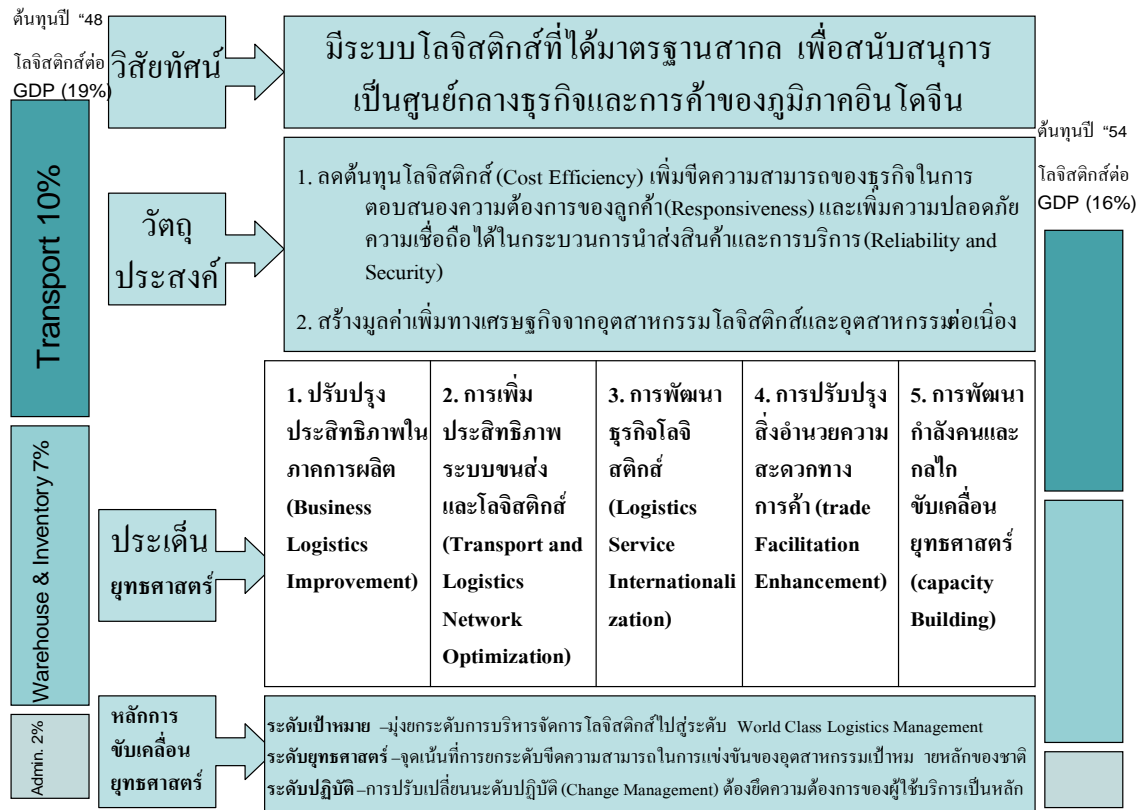 ต้นทุนปี “48
โลจิสติกส์ต่อ
GDP (19%)
Transport 10%
Warehouse & Inventory 7%
Admin. 2%
วิสัยทัศน์
มีระบบโลจิสติกส์ที่ได้มาตรฐานสากล เพื่อสนับสนุการ
เป็นศูนย์กลางธุรกิจและการค้าของภูมิภาคอินโดจีน
วัตถุ
ประสงค์
1. ลดต้นทุนโลจิสติกส์ (Cost Efficiency) เพิ่มขีดความสามารถของธุรกิจในการ
ตอบสนองความต้องการของลูกค้า(Responsiveness) และเพิ่มความปลอดภัย
ความเชื่อถือได้ในกระบวนการนำส่งสินค้าและการบริการ (Reliability and
Security)
2. สร้างมูลค่าเพิ่มทางเศรษฐกิจจากอุตสาหกรรมโลจิสติกส์และอุตสาหกรรมต่อเนื่อง
ประเด็น
ยุทธศาสตร์
1. ปรับปรุง
ประสิทธิภาพใน
ภาคการผลิต
(Business
Logistics
Improvement)
2. การเพิ่ม
ประสิทธิภาพ
ระบบขนส่ง
และโลจิสติกส์
(Transport and
Logistics
Network
Optimization)
3. การพัฒนา
ธุรกิจโลจิ
สติกส์
(Logistics
Service
Internationali
zation)
4. การปรับปรุง
สิ่งอำนวยความ
สะดวกทาง
การค้า (trade
Facilitation
Enhancement)
5. การพัฒนา
กำลังคนและ
กลไก
ขับเคลื่อน
ยุทธศาสตร์
(capacity
Building)
หลักการ
ขับเคลื่อน
ยุทธศาสตร์
ระดับเป้าหมาย –มุ่งยกระดับการบริหารจัดการโลจิสติกส์ไปสู่ระดับ World Class Logistics Management
ระดับยุทธศาสตร์ –จุดเน้นที่การยกระดับขีดความสามารถในการแข่งขันของอุตสาหกรรมเป้าหม ายหลักของชาติ
ระดับปฏิบัติ –การปรับเปลี่ยนนะดับปฏิบัติ (Change Management) ต้องยึดความต้องการของผู้ใช้บริการเป็นหลัก
ต้นทุนปี “54
โลจิสติกส์ต่อ
GDP (16%)